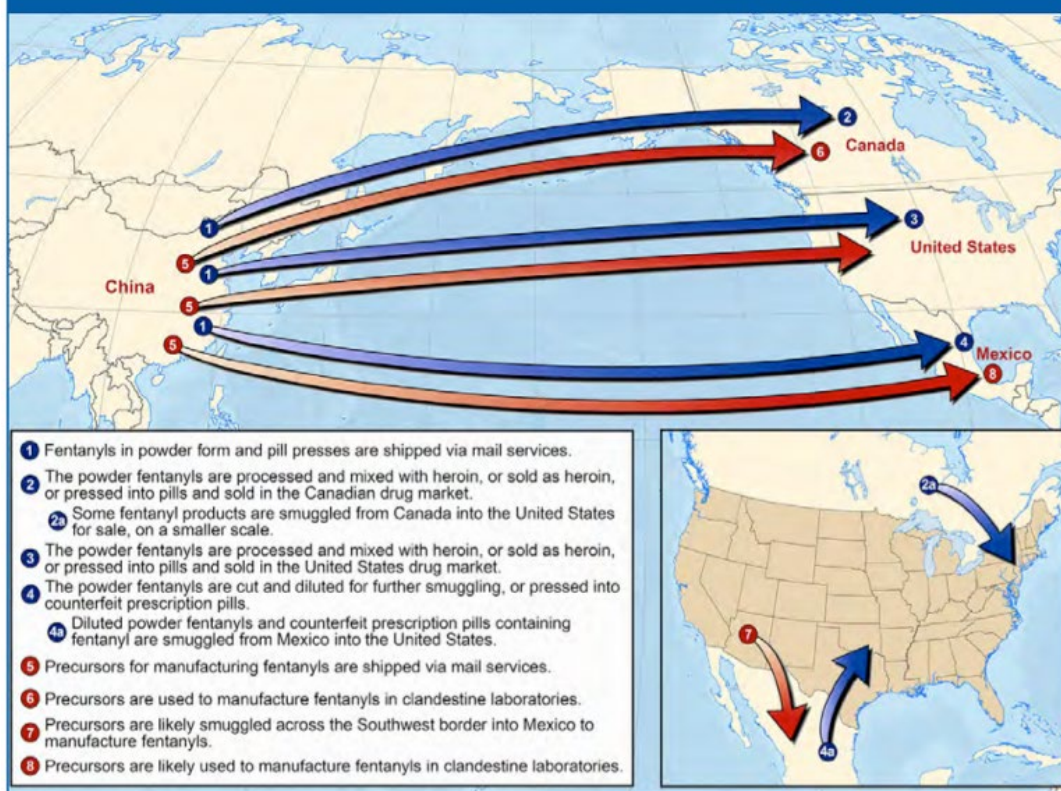 2
Canada
6
1
3
5
United States
1
China
5
1
4
5
Mexico
8
1 Fentanyls in powder form and pill presses are shipped via mail services.
2 The powder fentanyls are processed and mixed with heroin, or sold as heroin,
or pressed into pills and sold in the Canadian drug market.
2a Some fentanyl products are smuggled from Canada into the United States
for sale, on a smaller scale.
3 The powder fentanyls are processed and mixed with heroin, or sold as heroin,
or pressed into pills and sold in the United States drug market.
4 The powder fentanyls are cut and diluted for further smuggling, or pressed into
counterfeit prescription pills.
4a Diluted powder fentanyls and counterfeit prescription pills containing
fentanyl are smuggled from Mexico into the United States.
5 Precursors for manufacturing fentanyls are shipped via mail services.
6 Precursors are used to manufacture fentanyls in clandestine laboratories.
7 Precursors are likely smuggled across the Southwest border into Mexico to
manufacture fentanyls.
8 Precursors are likely used to manufacture fentanyls in clandestine laboratories.
2a
7
4a